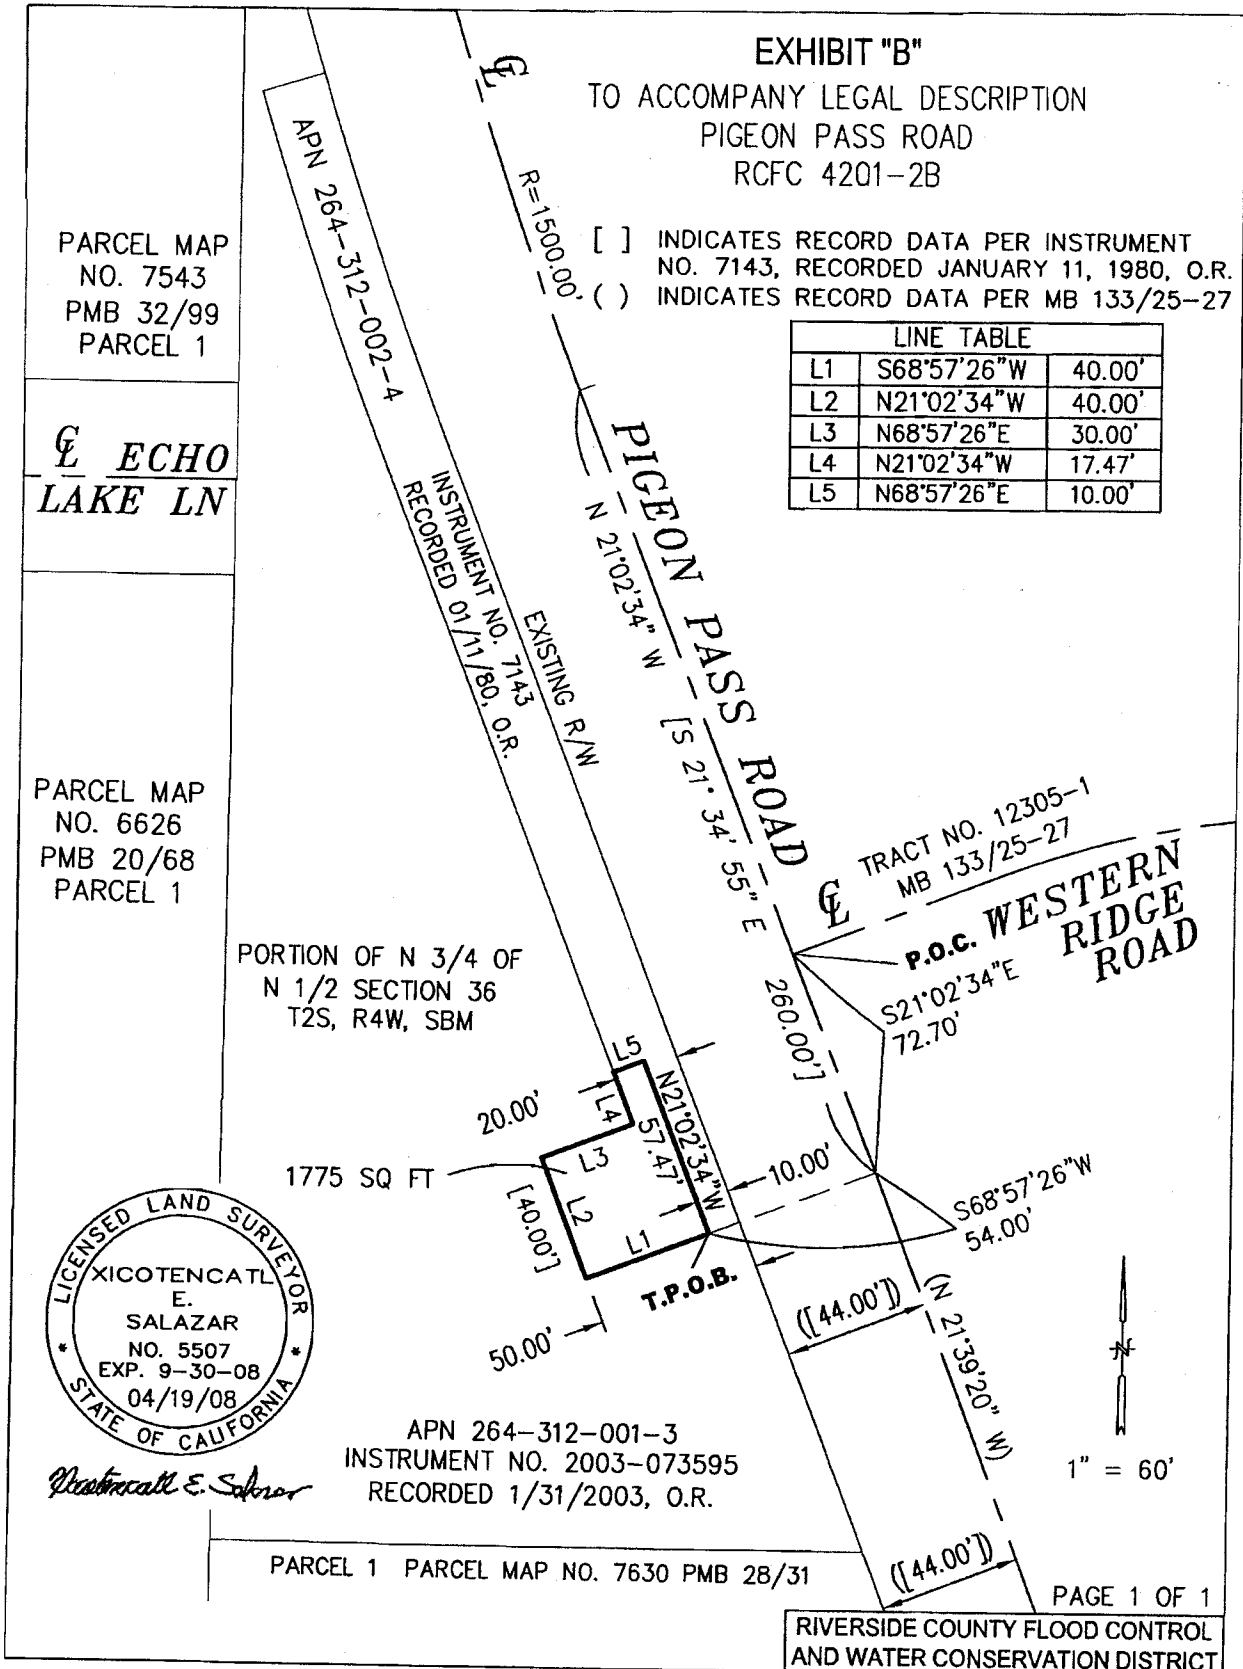 EXHIBIT "B"
TO ACCOMPANY LEGAL DESCRIPTION
PIGEON PASS ROAD
RCFC 4201-2B
[ ] INDICATES RECORD DATA PER INSTRUMENT
NO. 7143, RECORDED JANUARY 11, 1980, O.R.
( ) INDICATES RECORD DATA PER MB 133/25-27
LINE TABLE
L1 S68°57'26"W 40.00'
L2 N21°02'34"W 40.00'
L3 N68°57'26"E 30.00'
L4 N21°02'34"W 17.47'
L5 N68°57'26"E 10.00'
℄
R=1500.00'
APN 264-312-002-4
PARCEL MAP
NO. 7543
PMB 32/99
PARCEL 1
℄ ECHO
LAKE LN
INSTRUMENT NO. 7143
RECORDED 01/11/80, O.R.
EXISTING R/W
PIGEON PASS ROAD
N 21°02'34" W
[S 21° 34' 55" E
260.00']
PARCEL MAP
NO. 6626
PMB 20/68
PARCEL 1
TRACT NO. 12305-1
MB 133/25-27
℄
P.O.C.
WESTERN
RIDGE
ROAD
S21°02'34"E
72.70'
PORTION OF N 3/4 OF
N 1/2 SECTION 36
T2S, R4W, SBM
L5
20.00'
L4
N21°02'34"W
57.47'
L3
1775 SQ FT
10.00'
[40.00']
L2
L1
S68°57'26"W
54.00'
T.P.O.B.
50.00'
([44.00'])
(N 21°39'20" W)
LICENSED LAND SURVEYOR
XICOTENCATL
E.
SALAZAR
NO. 5507
EXP. 9-30-08
04/19/08
* STATE OF CALIFORNIA *
Xicotencatl E. Salazar
APN 264-312-001-3
INSTRUMENT NO. 2003-073595
RECORDED 1/31/2003, O.R.
N
1" = 60'
PARCEL 1 PARCEL MAP NO. 7630 PMB 28/31
([44.00'])
PAGE 1 OF 1
RIVERSIDE COUNTY FLOOD CONTROL
AND WATER CONSERVATION DISTRICT